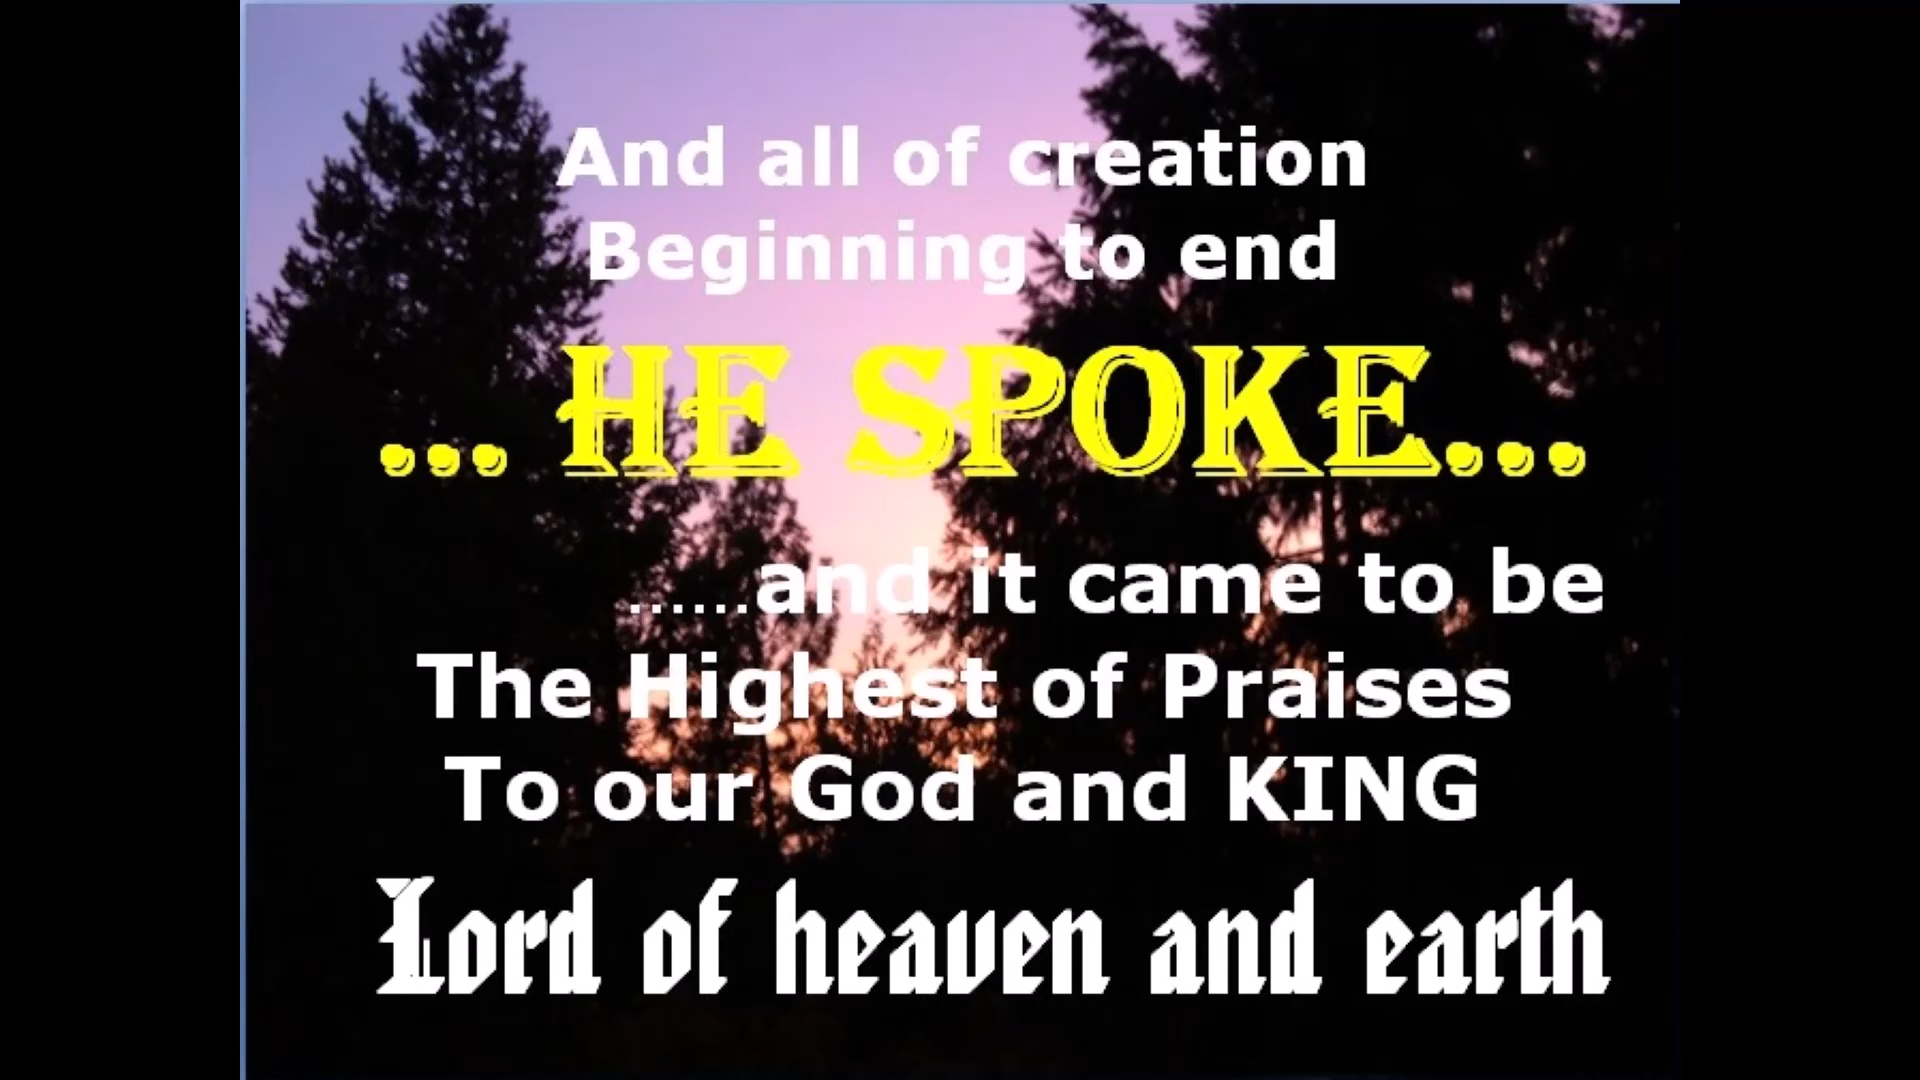 And all of creation
Beginning to end
... HE SPOKE...
......and it came to be
The Highest of Praises
To our God and KING
Lord of heaven and earth